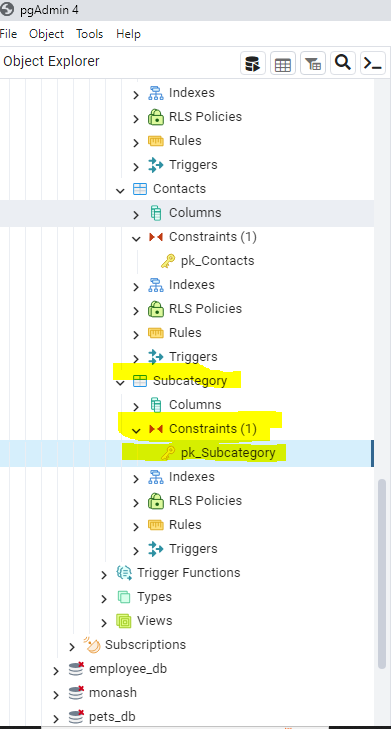 pgAdmin 4
File Object Tools Help
Object Explorer
Indexes
RLS Policies
Rules
Triggers
Contacts
Columns
Constraints (1)
pk_Contacts
Indexes
RLS Policies
Rules
Triggers
Subcategory
Columns
Constraints (1)
pk_Subcategory
Indexes
RLS Policies
Rules
Triggers
Trigger Functions
Types
Views
Subscriptions
employee_db
monash
pets_db